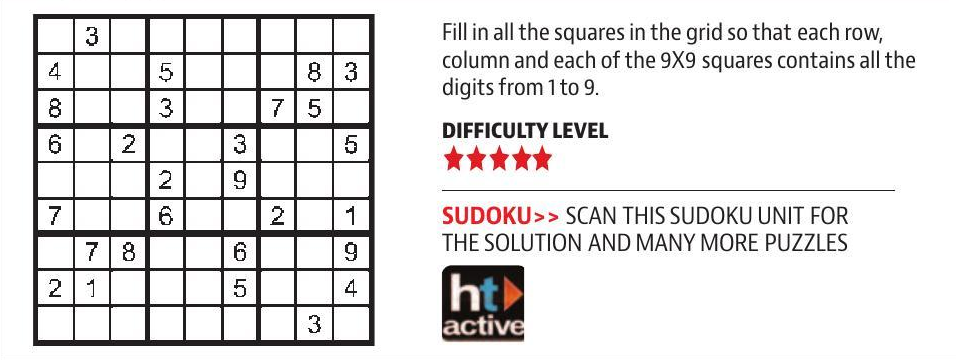 3
4 5 8 3
8 3 7 5
6 2 3 5
2 9
7 6 2 1
7 8 6 9
2 1 5 4
3
Fill in all the squares in the grid so that each row,
column and each of the 9X9 squares contains all the
digits from 1 to 9.
DIFFICULTY LEVEL
SUDOKU>> SCAN THIS SUDOKU UNIT FOR
THE SOLUTION AND MANY MORE PUZZLES
ht
active